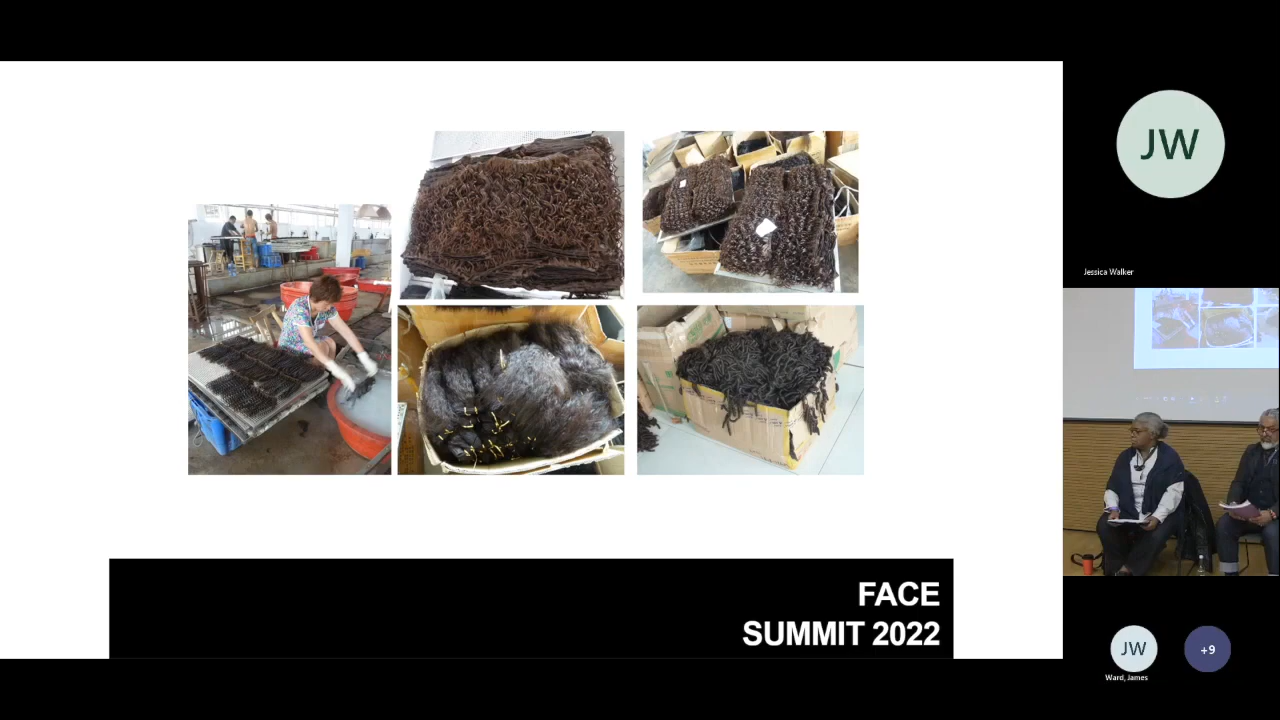 JW
Jessica Walker
FACE
SUMMIT 2022
JW
+9
Ward, James